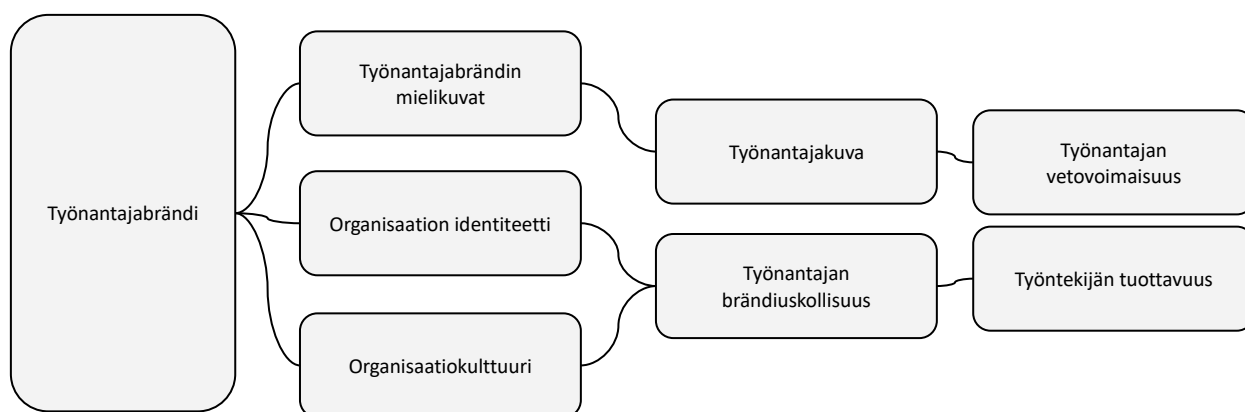 Työnantajabrändi
Työnantajabrändin
mielikuvat
Organisaation identiteetti
Organisaatiokulttuuri
Työnantajakuva
Työnantajan
brändiuskollisuus
Työnantajan
vetovoimaisuus
Työntekijän tuottavuus